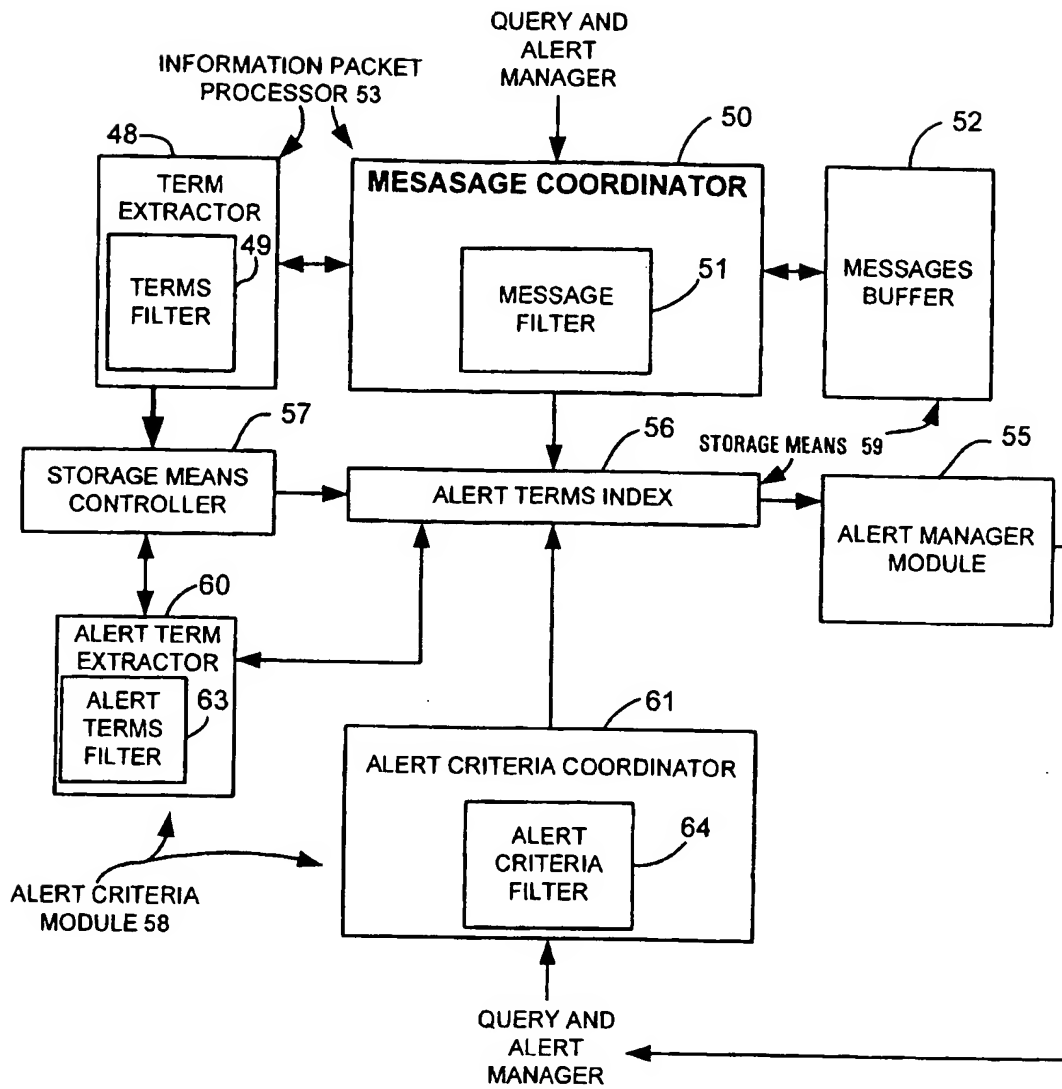 QUERY AND
ALERT
MANAGER
INFORMATION PACKET
PROCESSOR 53
48
TERM
EXTRACTOR
49
TERMS
FILTER
50
MESASAGE COORDINATOR
51
MESSAGE
FILTER
52
MESSAGES
BUFFER
57
STORAGE MEANS
CONTROLLER
56
ALERT TERMS INDEX
STORAGE MEANS 59
55
ALERT MANAGER
MODULE
60
ALERT TERM
EXTRACTOR
ALERT
TERMS
FILTER
63
61
ALERT CRITERIA COORDINATOR
ALERT
CRITERIA
FILTER
64
ALERT CRITERIA
MODULE 58
QUERY AND
ALERT
MANAGER